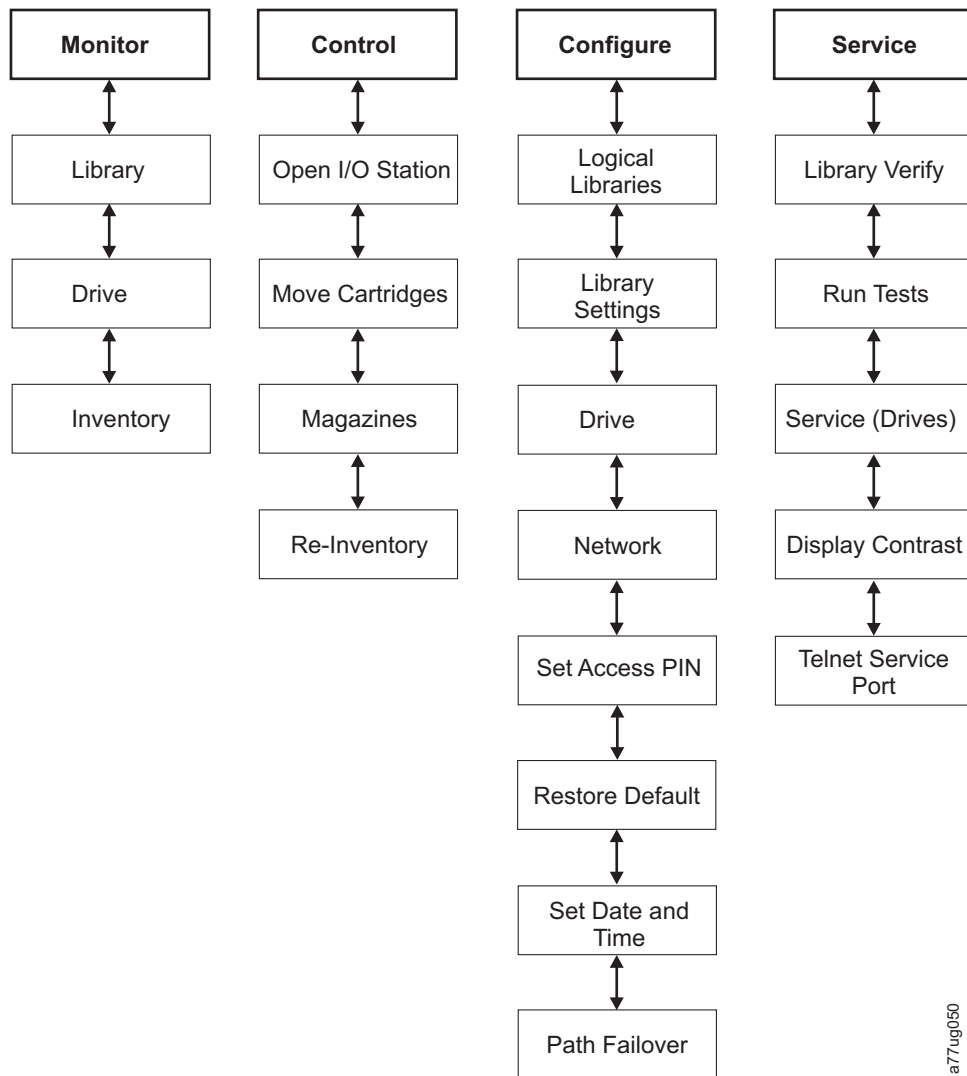 Monitor
Library
Drive
Inventory
Control
Open I/O Station
Move Cartridges
Magazines
Re-Inventory
Configure
Logical
Libraries
Library
Settings
Drive
Network
Set Access PIN
Restore Default
Set Date and
Time
Path Failover
Service
Library Verify
Run Tests
Service (Drives)
Display Contrast
Telnet Service
Port
a77ug050